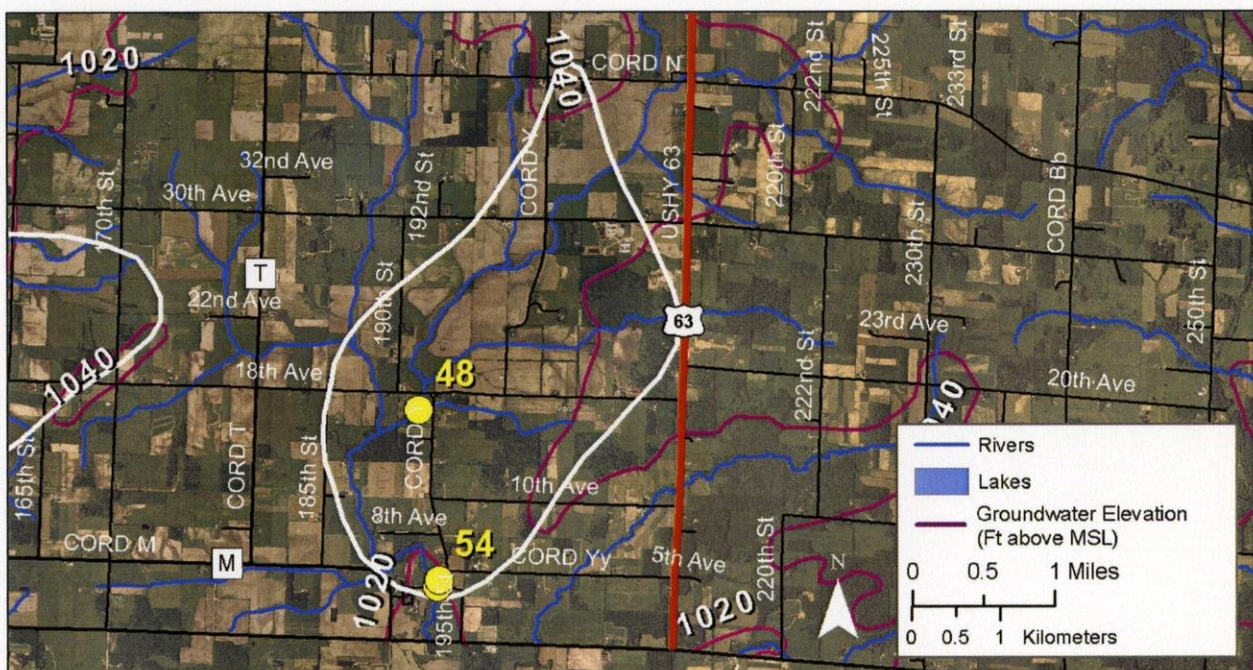 1020
1040
CORD N
222nd St
225th St
233rd St
32nd Ave
30th Ave
170th St
192nd St
CORD Y
USHY 63
220th St
230th St
CORD Bb
250th St
T
22nd Ave
190th St
63
23rd Ave
1040
18th Ave
48
222nd St
20th Ave
165th St
CORD T
185th St
CORD
10th Ave
8th Ave
54
CORD M
M
CORD Yy
5th Ave
220th St
1020
195th
1020
Rivers
Lakes
Groundwater Elevation
(Ft above MSL)
N
0 0.5 1 Miles
0 0.5 1 Kilometers